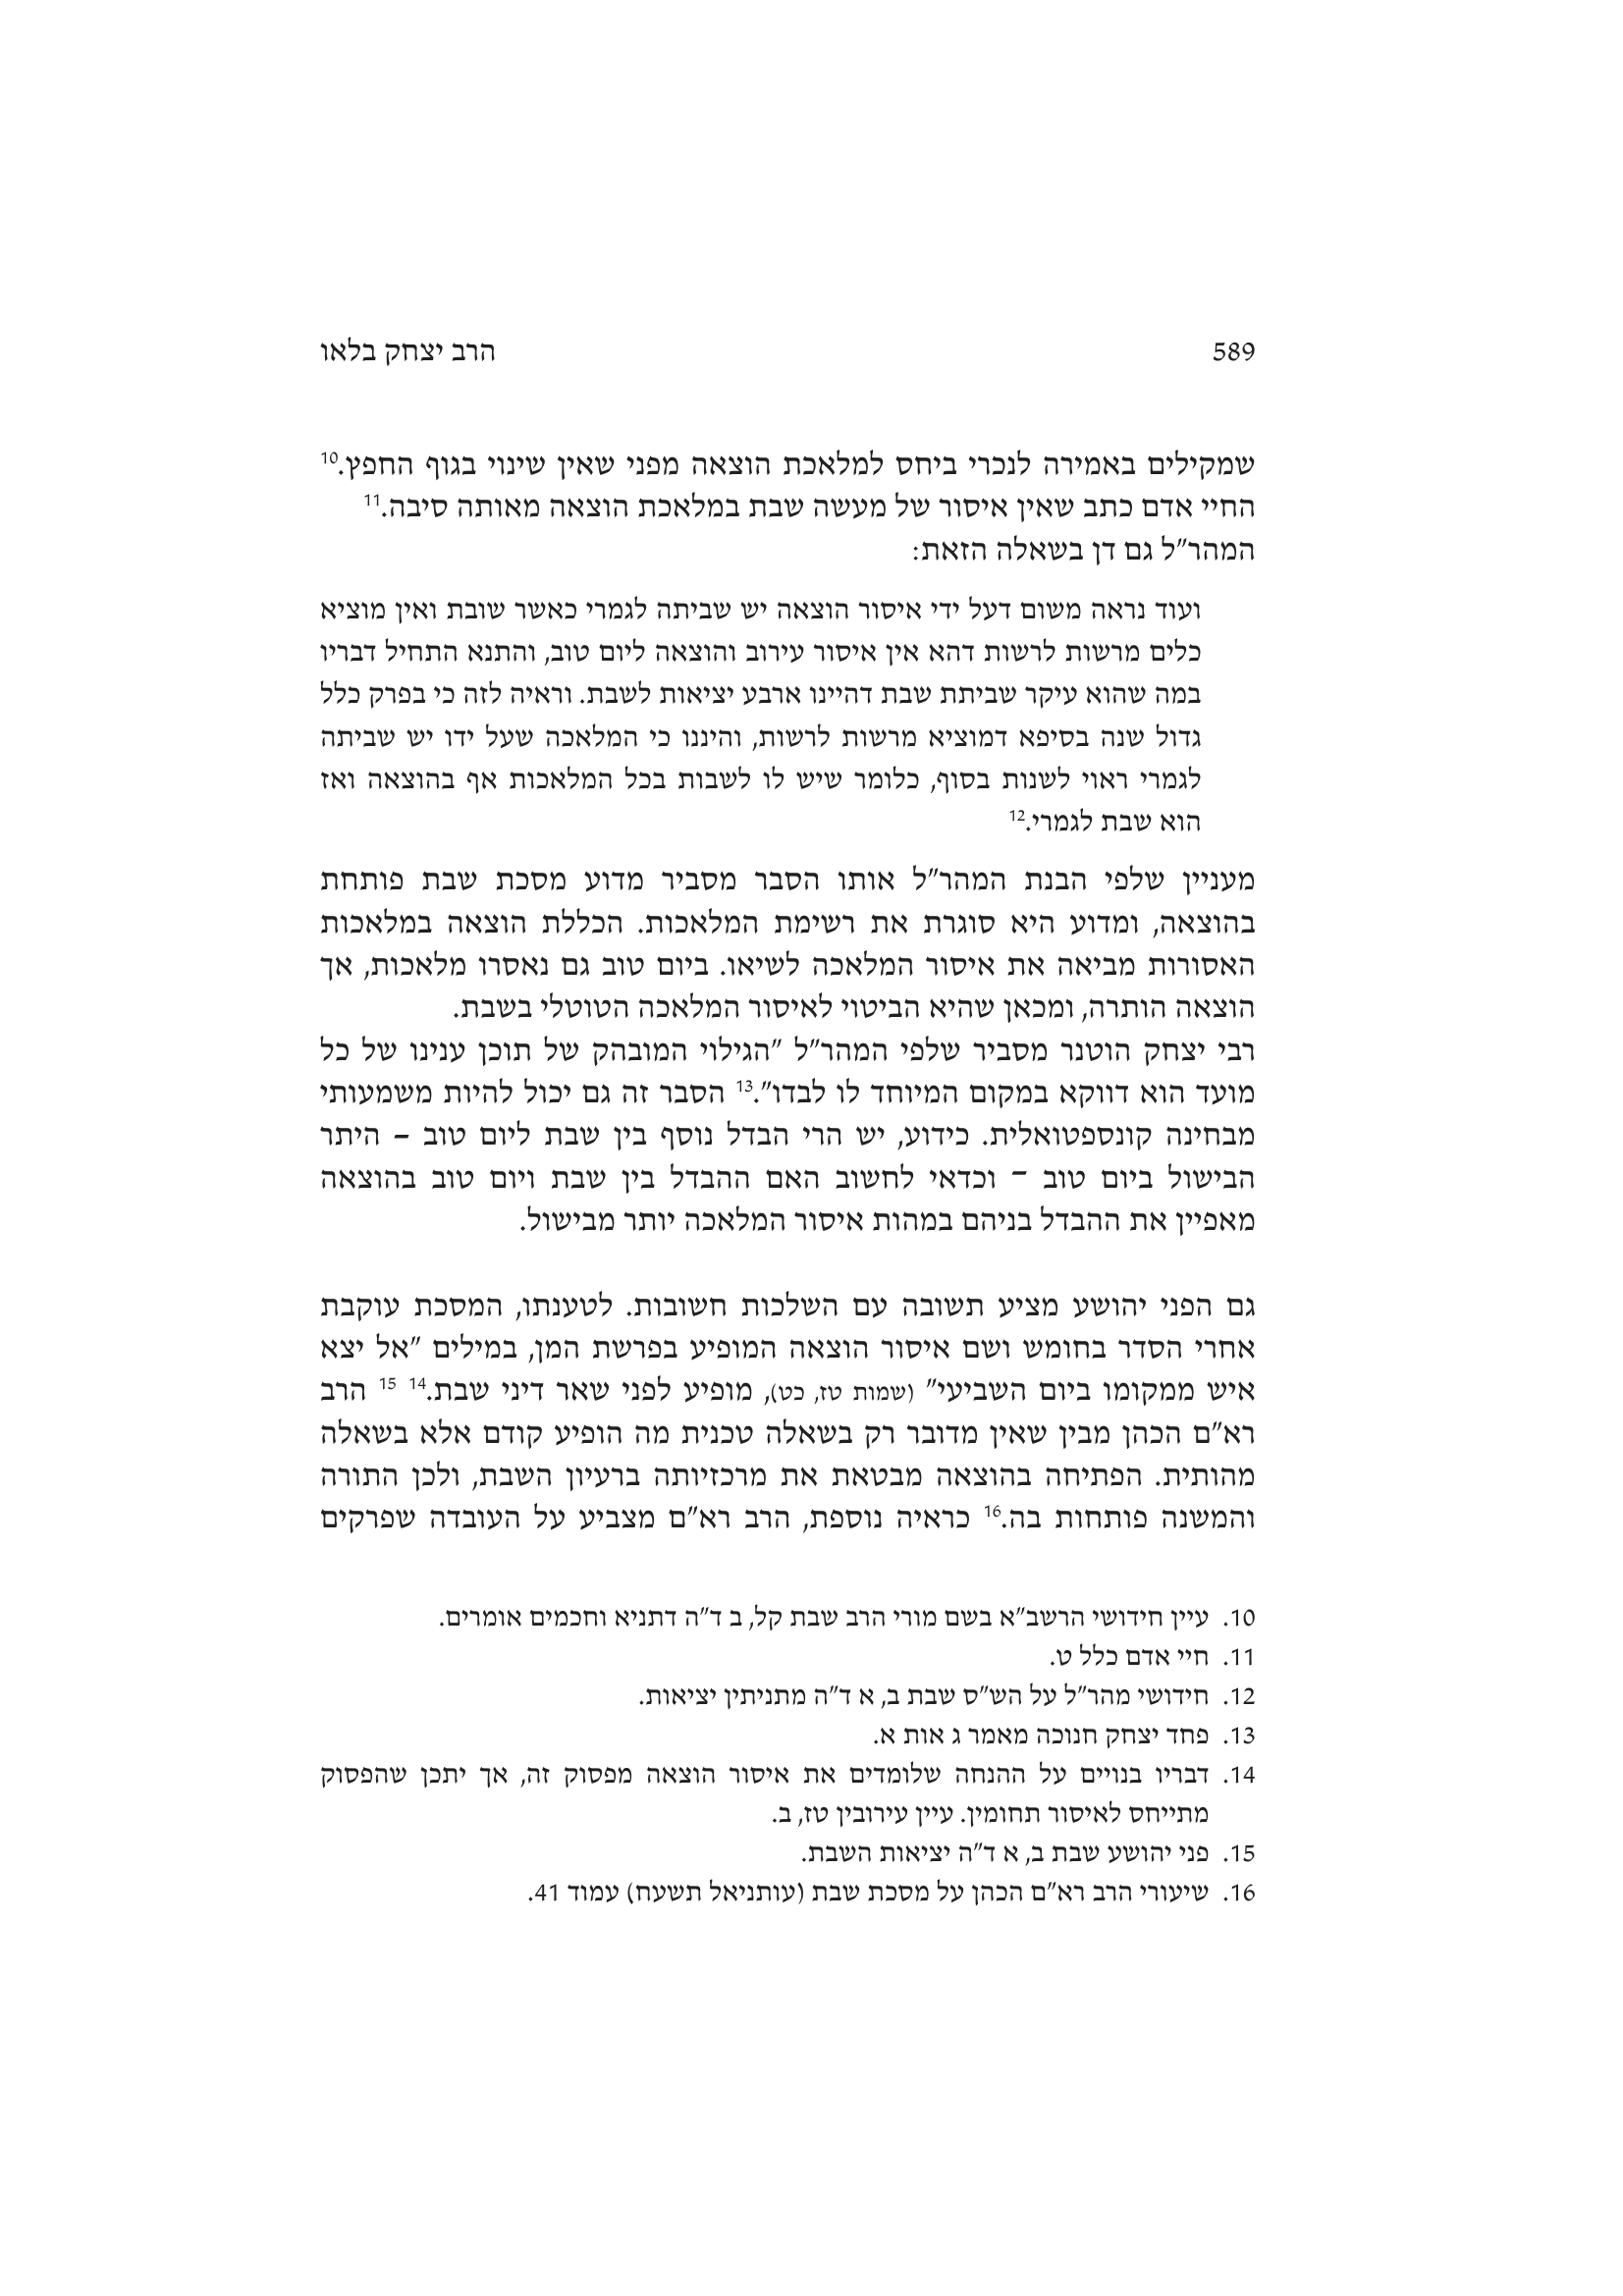 589 הרב יצחק בלאו
שמקילים באמירה לנכרי ביחס למלאכת הוצאה מפני שאין שינוי בגוף החפץ.10
החיי אדם כתב שאין איסור של מעשה שבת במלאכת הוצאה מאותה סיבה.11
המהר"ל גם דן בשאלה הזאת:
ועוד נראה משום דעל ידי איסור הוצאה יש שביתה לגמרי כאשר שובת ואין מוציא
כלים מרשות לרשות דהא אין איסור עירוב והוצאה ליום טוב, והתנא התחיל דבריו
במה שהוא עיקר שביתת שבת דהיינו ארבע יציאות לשבת. וראיה לזה כי בפרק כלל
גדול שנה בסיפא דמוציא מרשות לרשות, והיננו כי המלאכה שעל ידו יש שביתה
לגמרי ראוי לשנות בסוף, כלומר שיש לו לשבות בכל המלאכות אף בהוצאה ואז
הוא שבת לגמרי.12
מעניין שלפי הבנת המהר"ל אותו הסבר מסביר מדוע מסכת שבת פותחת
בהוצאה, ומדוע היא סוגרת את רשימת המלאכות. הכללת הוצאה במלאכות
האסורות מביאה את איסור המלאכה לשיאו. ביום טוב גם נאסרו מלאכות, אך
הוצאה הותרה, ומכאן שהיא הביטוי לאיסור המלאכה הטוטלי בשבת.
רבי יצחק הוטנר מסביר שלפי המהר"ל "הגילוי המובהק של תוכן ענינו של כל
מועד הוא דווקא במקום המיוחד לו לבדו".13 הסבר זה גם יכול להיות משמעותי
מבחינה קונספטואלית. כידוע, יש הרי הבדל נוסף בין שבת ליום טוב – היתר
הבישול ביום טוב – וכדאי לחשוב האם ההבדל בין שבת ויום טוב בהוצאה
מאפיין את ההבדל בניהם במהות איסור המלאכה יותר מבישול.
גם הפני יהושע מציע תשובה עם השלכות חשובות. לטענתו, המסכת עוקבת
אחרי הסדר בחומש ושם איסור הוצאה המופיע בפרשת המן, במילים "אל יצא
איש ממקומו ביום השביעי" (שמות טז, כט), מופיע לפני שאר דיני שבת.14 15 הרב
רא"ם הכהן מבין שאין מדובר רק בשאלה טכנית מה הופיע קודם אלא בשאלה
מהותית. הפתיחה בהוצאה מבטאת את מרכזיותה ברעיון השבת, ולכן התורה
והמשנה פותחות בה.16 כראיה נוספת, הרב רא"ם מצביע על העובדה שפרקים
10. עיין חידושי הרשב"א בשם מורי הרב שבת קל, ב ד"ה דתניא וחכמים אומרים.
11. חיי אדם כלל ט.
12. חידושי מהר"ל על הש"ס שבת ב, א ד"ה מתניתין יציאות.
13. פחד יצחק חנוכה מאמר ג אות א.
14. דבריו בנויים על ההנחה שלומדים את איסור הוצאה מפסוק זה, אך יתכן שהפסוק
מתייחס לאיסור תחומין. עיין עירובין טז, ב.
15. פני יהושע שבת ב, א ד"ה יציאות השבת.
16. שיעורי הרב רא"ם הכהן על מסכת שבת (עותניאל תשעח) עמוד 41.